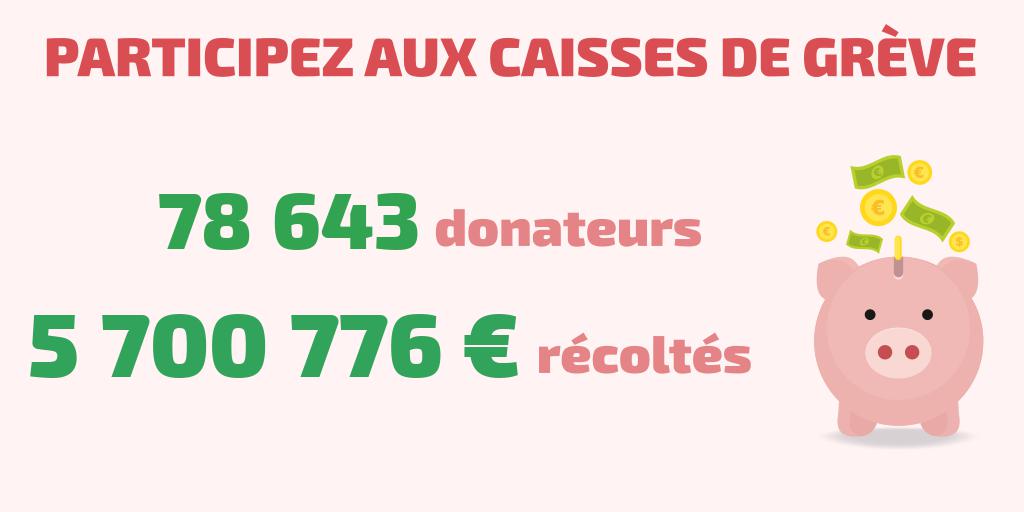 PARTICIPEZ AUX CAISSES DE GRÈVE
78 643 donateurs
5 700 776 € récoltés